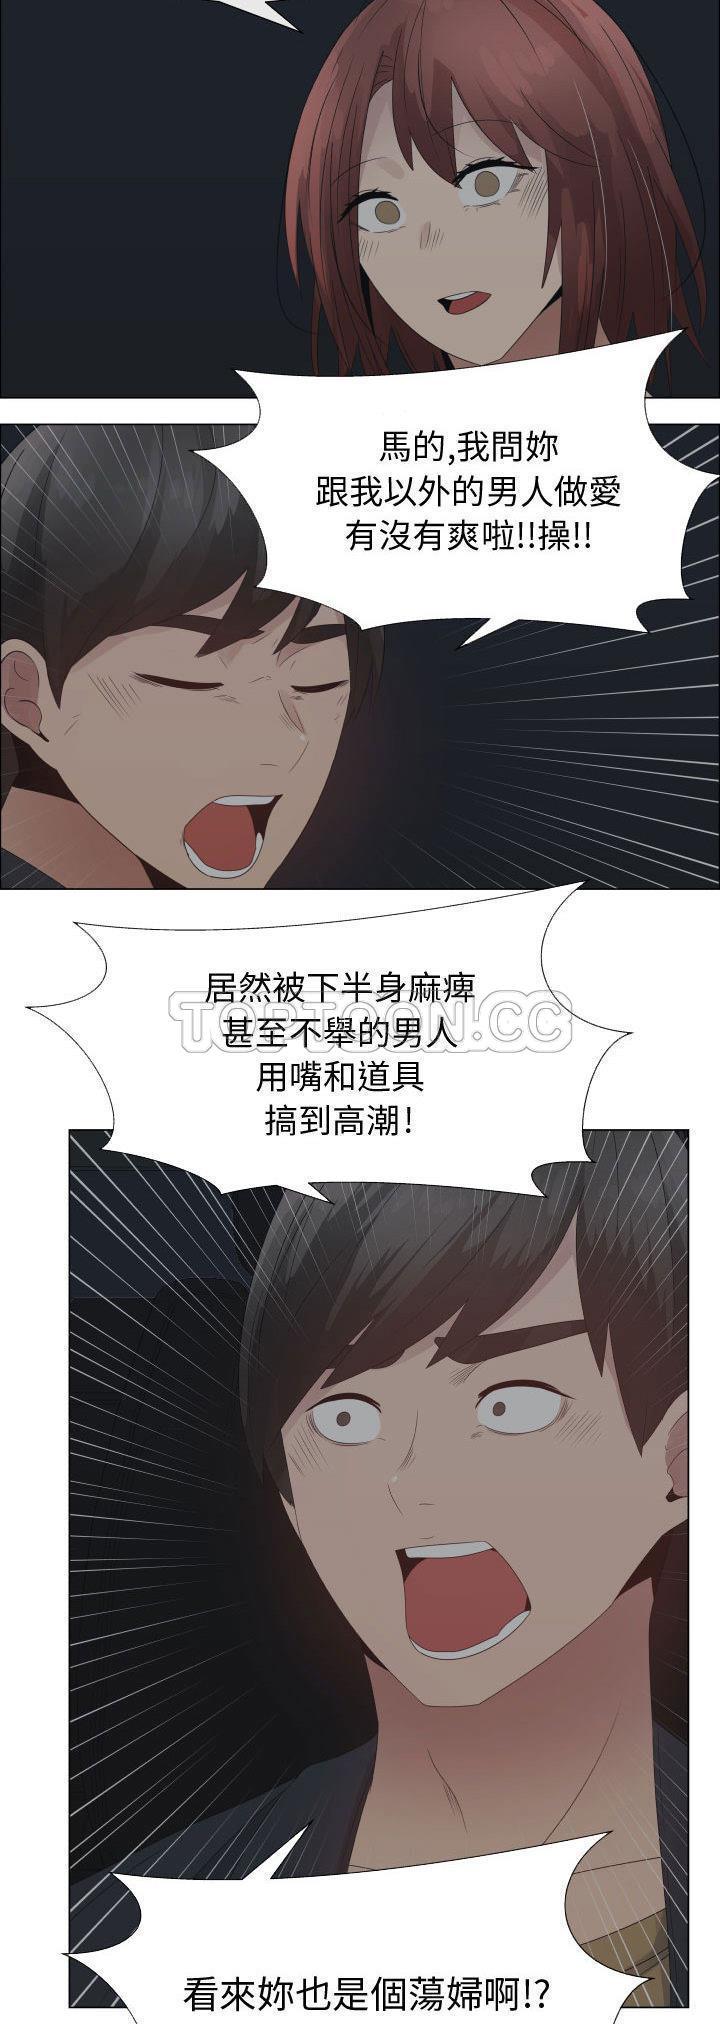 馬的,我問妳
跟我以外的男人做愛
有沒有爽啦!!操!!
居然被下半身麻痺
甚至不舉的男人
用嘴和道具
搞到高潮!
TOPTOON.CC
看來妳也是個蕩婦啊!?